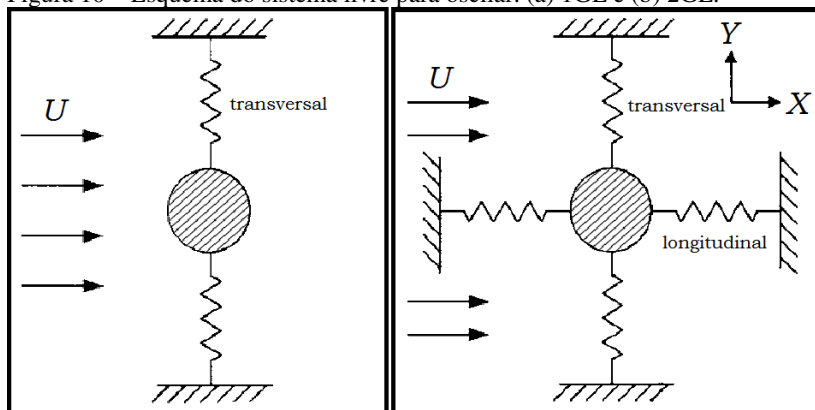 Figura 10 – Esquema do sistema livre para oscilar: (a) 1GL e (b) 2GL.
U
transversal
U
transversal
Y
X
longitudinal